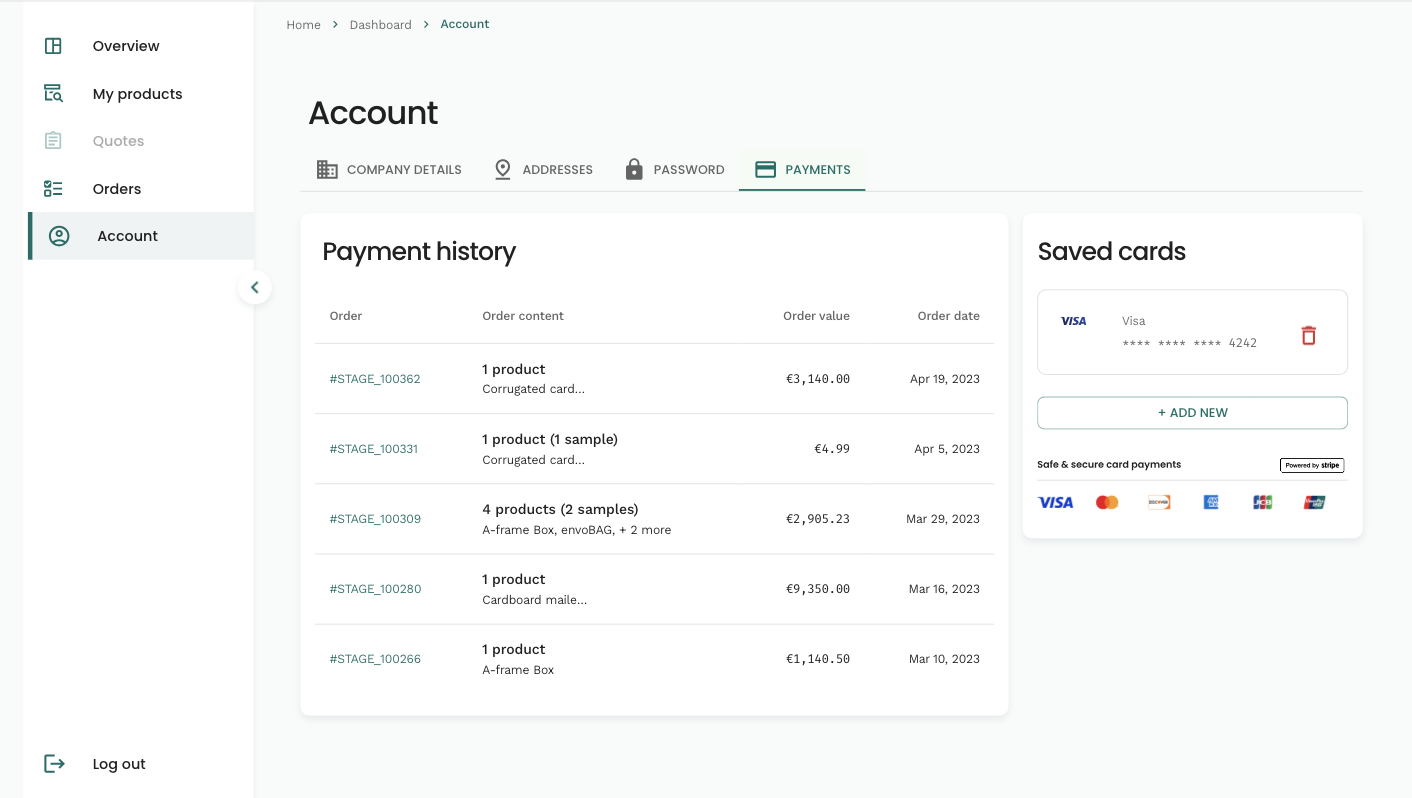 Home > Dashboard > Account
Overview
My products
Quotes
Orders
Account
Log out
Account
COMPANY DETAILS ADDRESSES PASSWORD PAYMENTS
Payment history
Order Order content Order value Order date
#STAGE_100362 1 product €3,140.00 Apr 19, 2023
Corrugated card...
#STAGE_100331 1 product (1 sample) €4.99 Apr 5, 2023
Corrugated card...
#STAGE_100309 4 products (2 samples) €2,905.23 Mar 29, 2023
A-frame Box, envoBAG, + 2 more
#STAGE_100280 1 product €9,350.00 Mar 16, 2023
Cardboard maile...
#STAGE_100266 1 product €1,140.50 Mar 10, 2023
A-frame Box
Saved cards
VISA Visa
**** **** **** 4242
+ ADD NEW
Safe & secure card payments Powered by stripe
VISA DISCOVER JCB